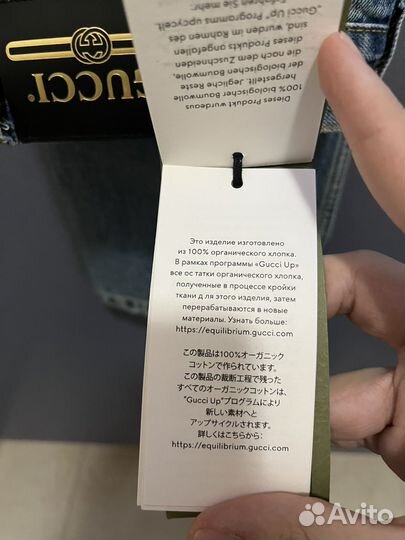 GUCCI
Dieses Produkt wurdeous
100% biologischer Baumwolle
hergestellt. Jegliche Reste
der biologischen Baumwolle,
die nach dem Zuschneiden
dieses Produkts angefallen
sind, wurden im Rahmen des
„Gucci Up" Programms upcycelt.
Erfahren Sie mehr:
Это изделие изготовлено
из 100% органического хлопка.
В рамках программы «Gucci Up»
все ос татки органического хлопка,
полученные в процессе кройки
ткани д ля этого изделия, затем
перерабатываются в новые
материалы. Узнать больше:
https://equilibrium.gucci.com
この製品は100%オーガニック
コットンで作られています。
この製品の裁断工程で残った
すべてのオーガニックコットンは、
"Gucci Up"プログラムにより
新しい素材へと
アップサイクルされます。
詳しくはこちらから:
https://equilibrium.gucci.com
Avito